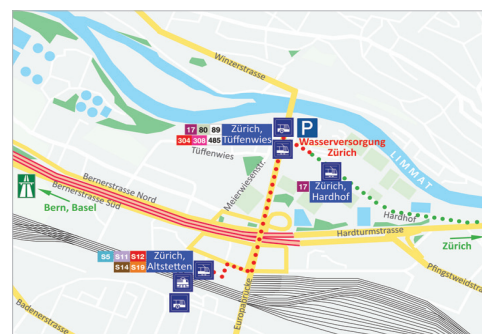 Winzerstrasse
17 80 89
304 308 485
Zürich,
Tüffenwies
P
Wasserversorgung
Zürich
Tüffenwies
Meierwiesenstr.
LIMMAT
17
Zürich,
Hardhof
Bernerstrasse Nord
Bernerstrasse Süd
Bern, Basel
Hardhof
Hardturmstrasse
Zürich
S5 S11 S12
S14 S19
Zürich,
Altstetten
Pfingstweidstr.
Europabrücke
Badenerstrasse